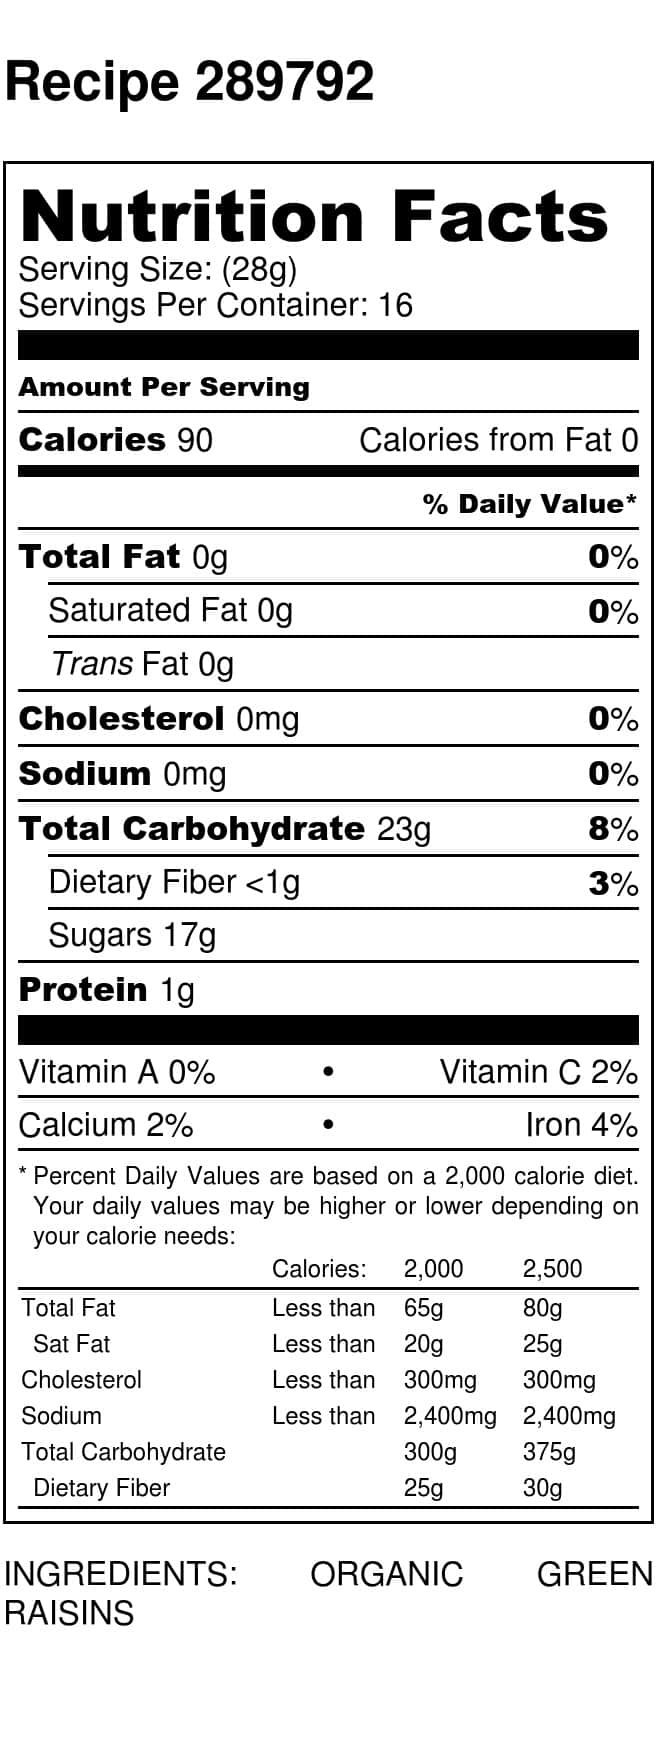 Recipe 289792
Nutrition Facts
Serving Size: (28g)
Servings Per Container: 16
Amount Per Serving
Calories 90 Calories from Fat 0
% Daily Value*
Total Fat 0g 0%
Saturated Fat 0g 0%
Trans Fat 0g
Cholesterol 0mg 0%
Sodium 0mg 0%
Total Carbohydrate 23g 8%
Dietary Fiber <1g 3%
Sugars 17g
Protein 1g
Vitamin A 0% • Vitamin C 2%
Calcium 2% • Iron 4%
* Percent Daily Values are based on a 2,000 calorie diet.
Your daily values may be higher or lower depending on
your calorie needs:
Calories: 2,000 2,500
Total Fat Less than 65g 80g
Sat Fat Less than 20g 25g
Cholesterol Less than 300mg 300mg
Sodium Less than 2,400mg 2,400mg
Total Carbohydrate 300g 375g
Dietary Fiber 25g 30g
INGREDIENTS: ORGANIC GREEN
RAISINS